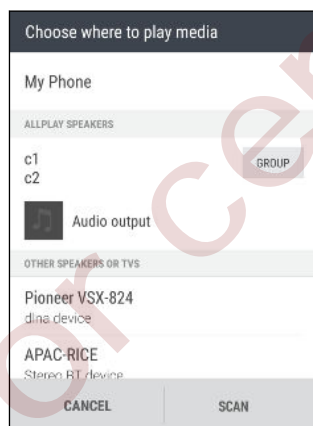 Choose where to play media
My Phone
ALLPLAY SPEAKERS
c1
GROUP
c2
Audio output
OTHER SPEAKERS OR TVS
Pioneer VSX-824
dlna device
APAC-RICE
Stereo BT device
CANCEL
SCAN